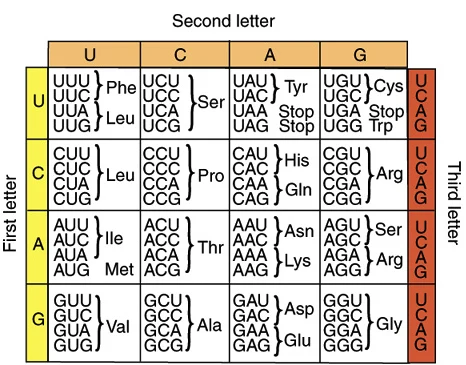 Second letter
U C A G
First letter
Third letter
U
UUU UUC Phe
UUA UUG Leu
UCU UCC UCA UCG Ser
UAU UAC Tyr
UAA Stop
UAG Stop
UGU UGC Cys
UGA Stop
UGG Trp
U C A G
C
CUU CUC CUA CUG Leu
CCU CCC CCA CCG Pro
CAU CAC His
CAA CAG Gln
CGU CGC CGA CGG Arg
U C A G
A
AUU AUC AUA Ile
AUG Met
ACU ACC ACA ACG Thr
AAU AAC Asn
AAA AAG Lys
AGU AGC Ser
AGA AGG Arg
U C A G
G
GUU GUC GUA GUG Val
GCU GCC GCA GCG Ala
GAU GAC Asp
GAA GAG Glu
GGU GGC GGA GGG Gly
U C A G